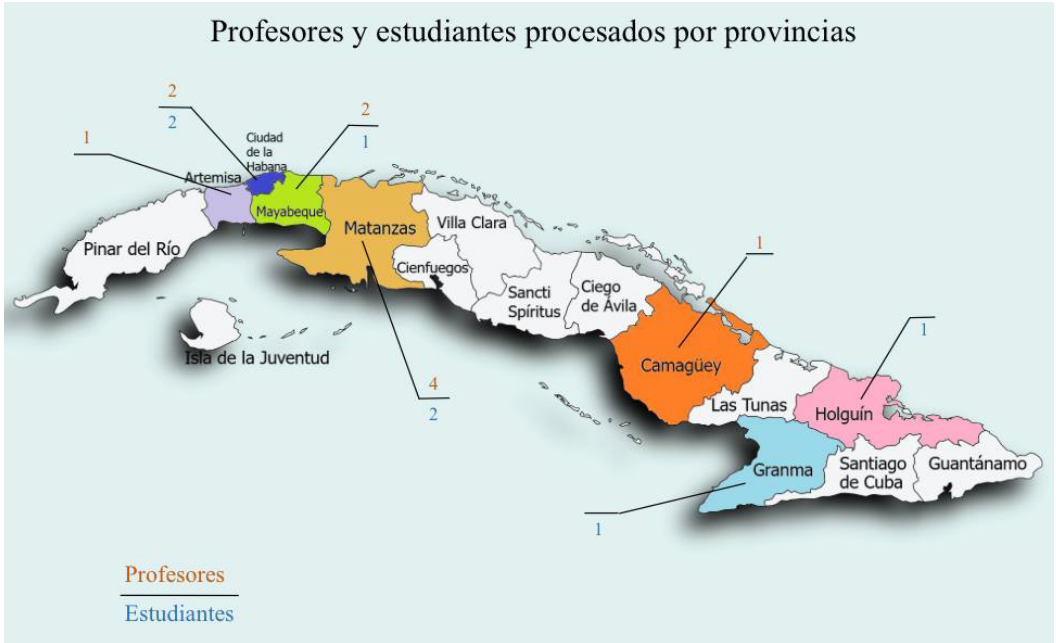 Profesores y estudiantes procesados por provincias
2
2
2
1
1
Ciudad
de la
Habana
Artemisa
Mayabeque
Pinar del Río
Matanzas
Villa Clara
Cienfuegos
Sancti
Spíritus
Ciego
de Ávila
1
Isla de la Juventud
Camagüey
4
2
Las Tunas
1
Holguín
Granma
Santiago
de Cuba
Guantánamo
1
Profesores
Estudiantes